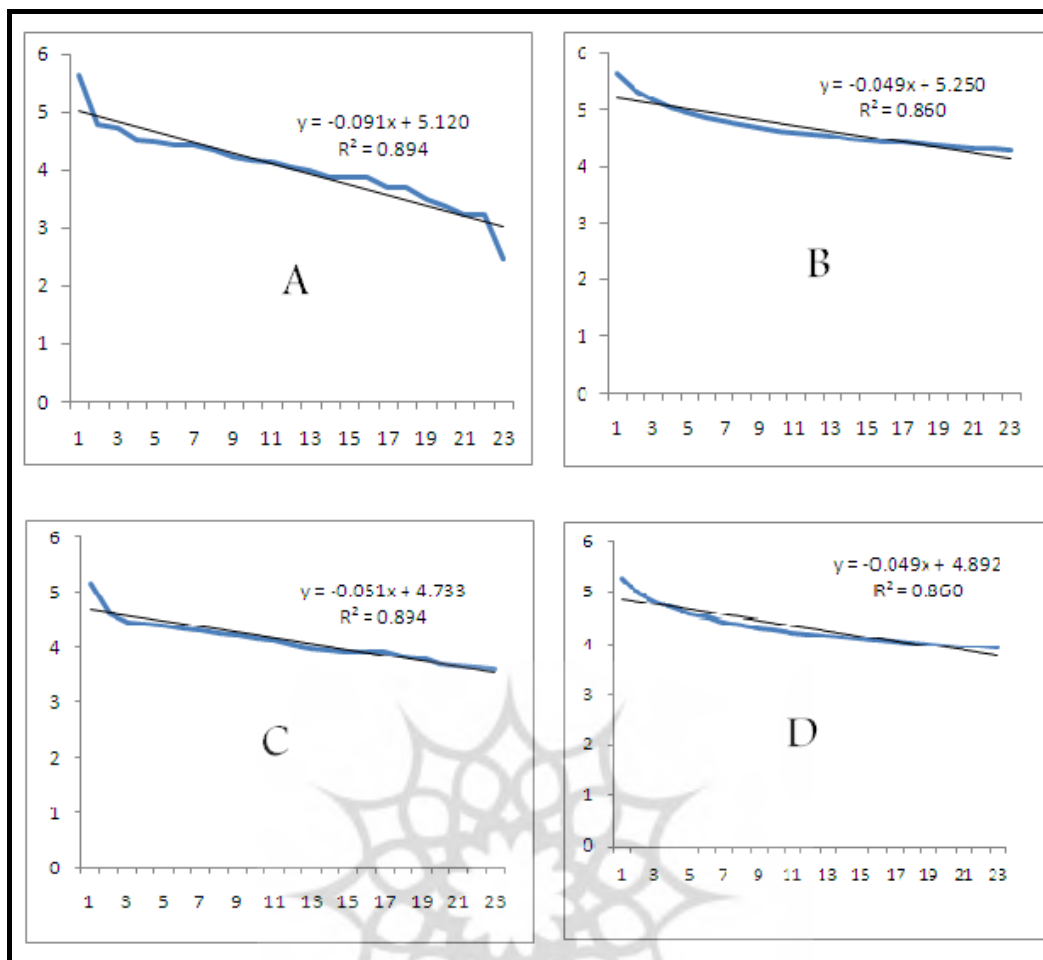 6
5
4
3
2
1
0
y = -0.091x + 5.120
R² = 0.894
A
1 3 5 7 9 11 13 15 17 19 21 23
5
4
3
2
1
0
y = -0.049x – 5.250
R² = 0.860
B
1 3 5 7 9 11 13 15 17 19 21 23
6
5
4
3
2
1
0
y = -0.051x + 4.733
R² = 0.894
C
1 3 5 7 9 11 13 15 17 19 21 23
6
5
4
3
2
1
0
y = -0.049x + 4.892
R² = 0.860
D
1 3 5 7 9 11 13 15 17 19 21 23